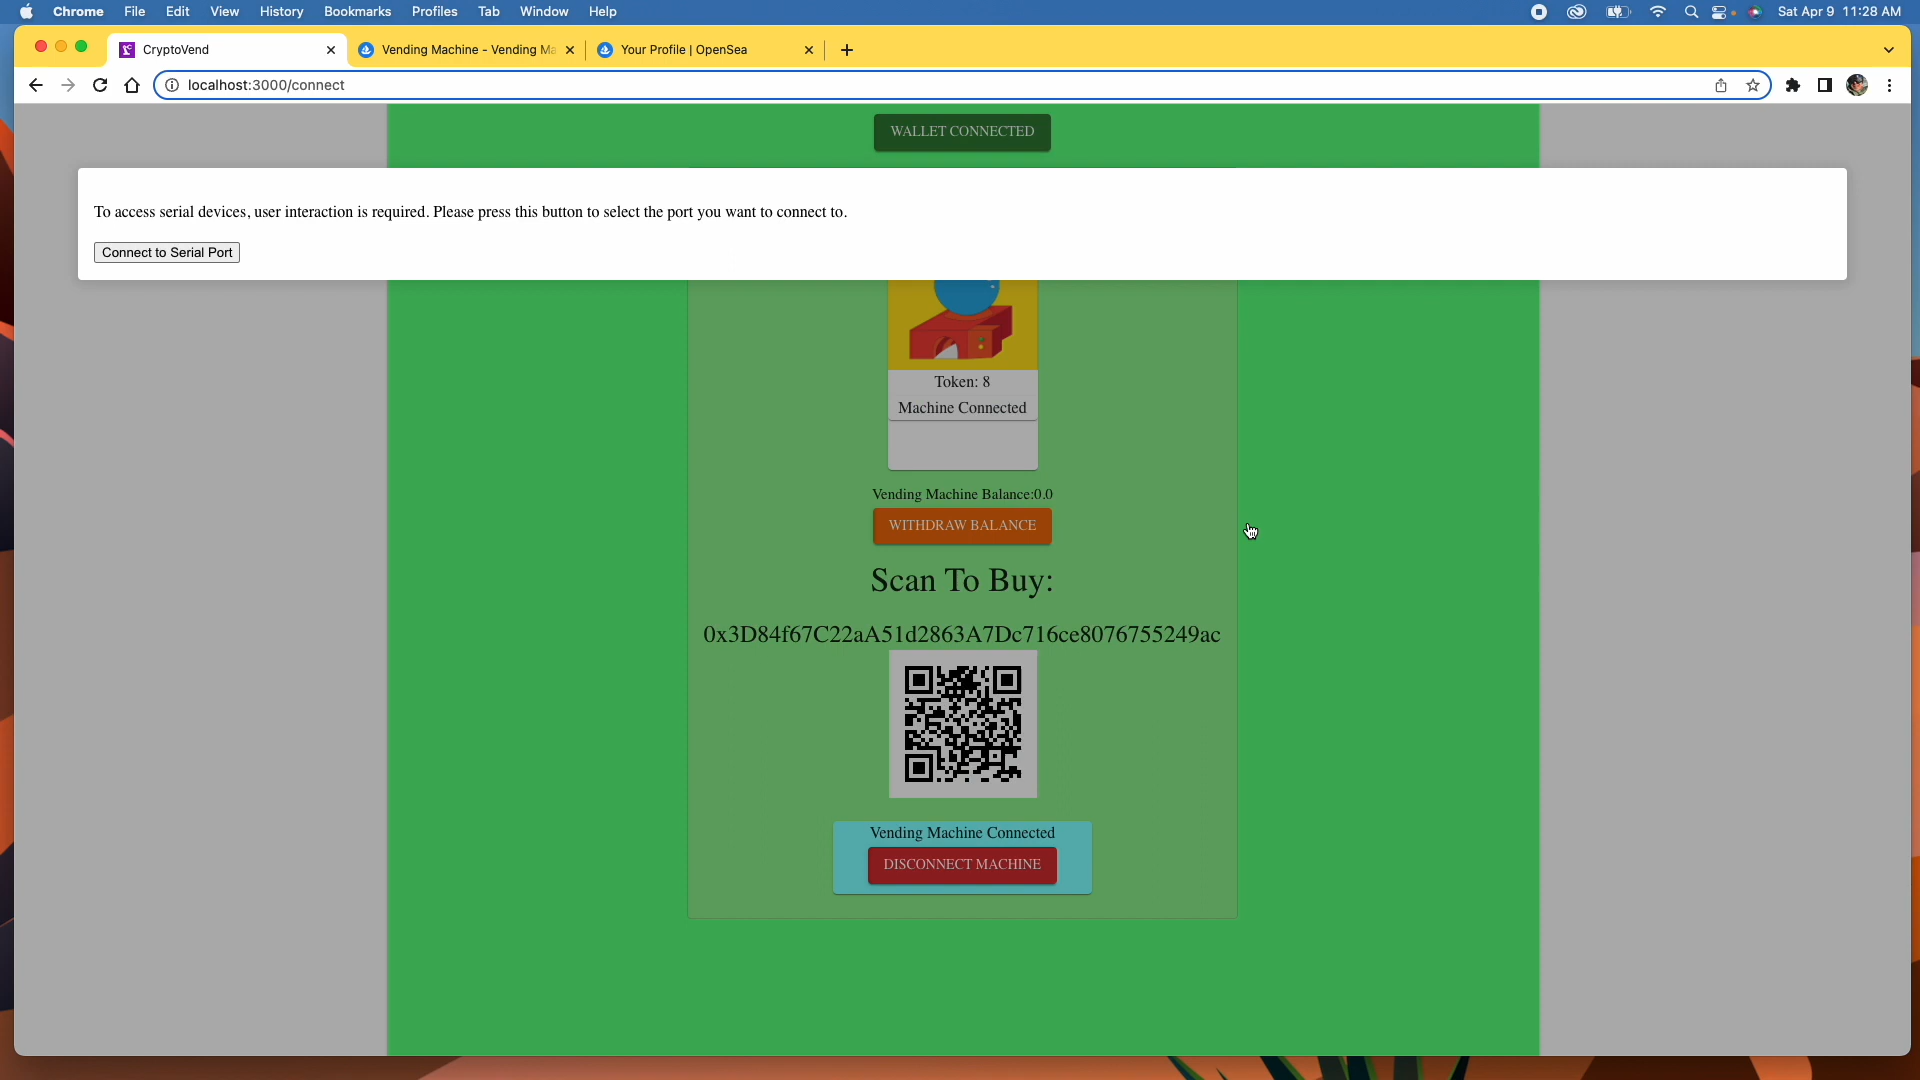 Chrome File Edit View History Bookmarks Profiles Tab Window Help Sat Apr 9 11:28 AM
CryptoVend Vending Machine - Vending Ma Your Profile | OpenSea
localhost:3000/connect
WALLET CONNECTED
To access serial devices, user interaction is required. Please press this button to select the port you want to connect to.
Connect to Serial Port
Token: 8
Machine Connected
Vending Machine Balance:0.0
WITHDRAW BALANCE
Scan To Buy:
0x3D84f67C22aA51d2863A7Dc716ce8076755249ac
Vending Machine Connected
DISCONNECT MACHINE